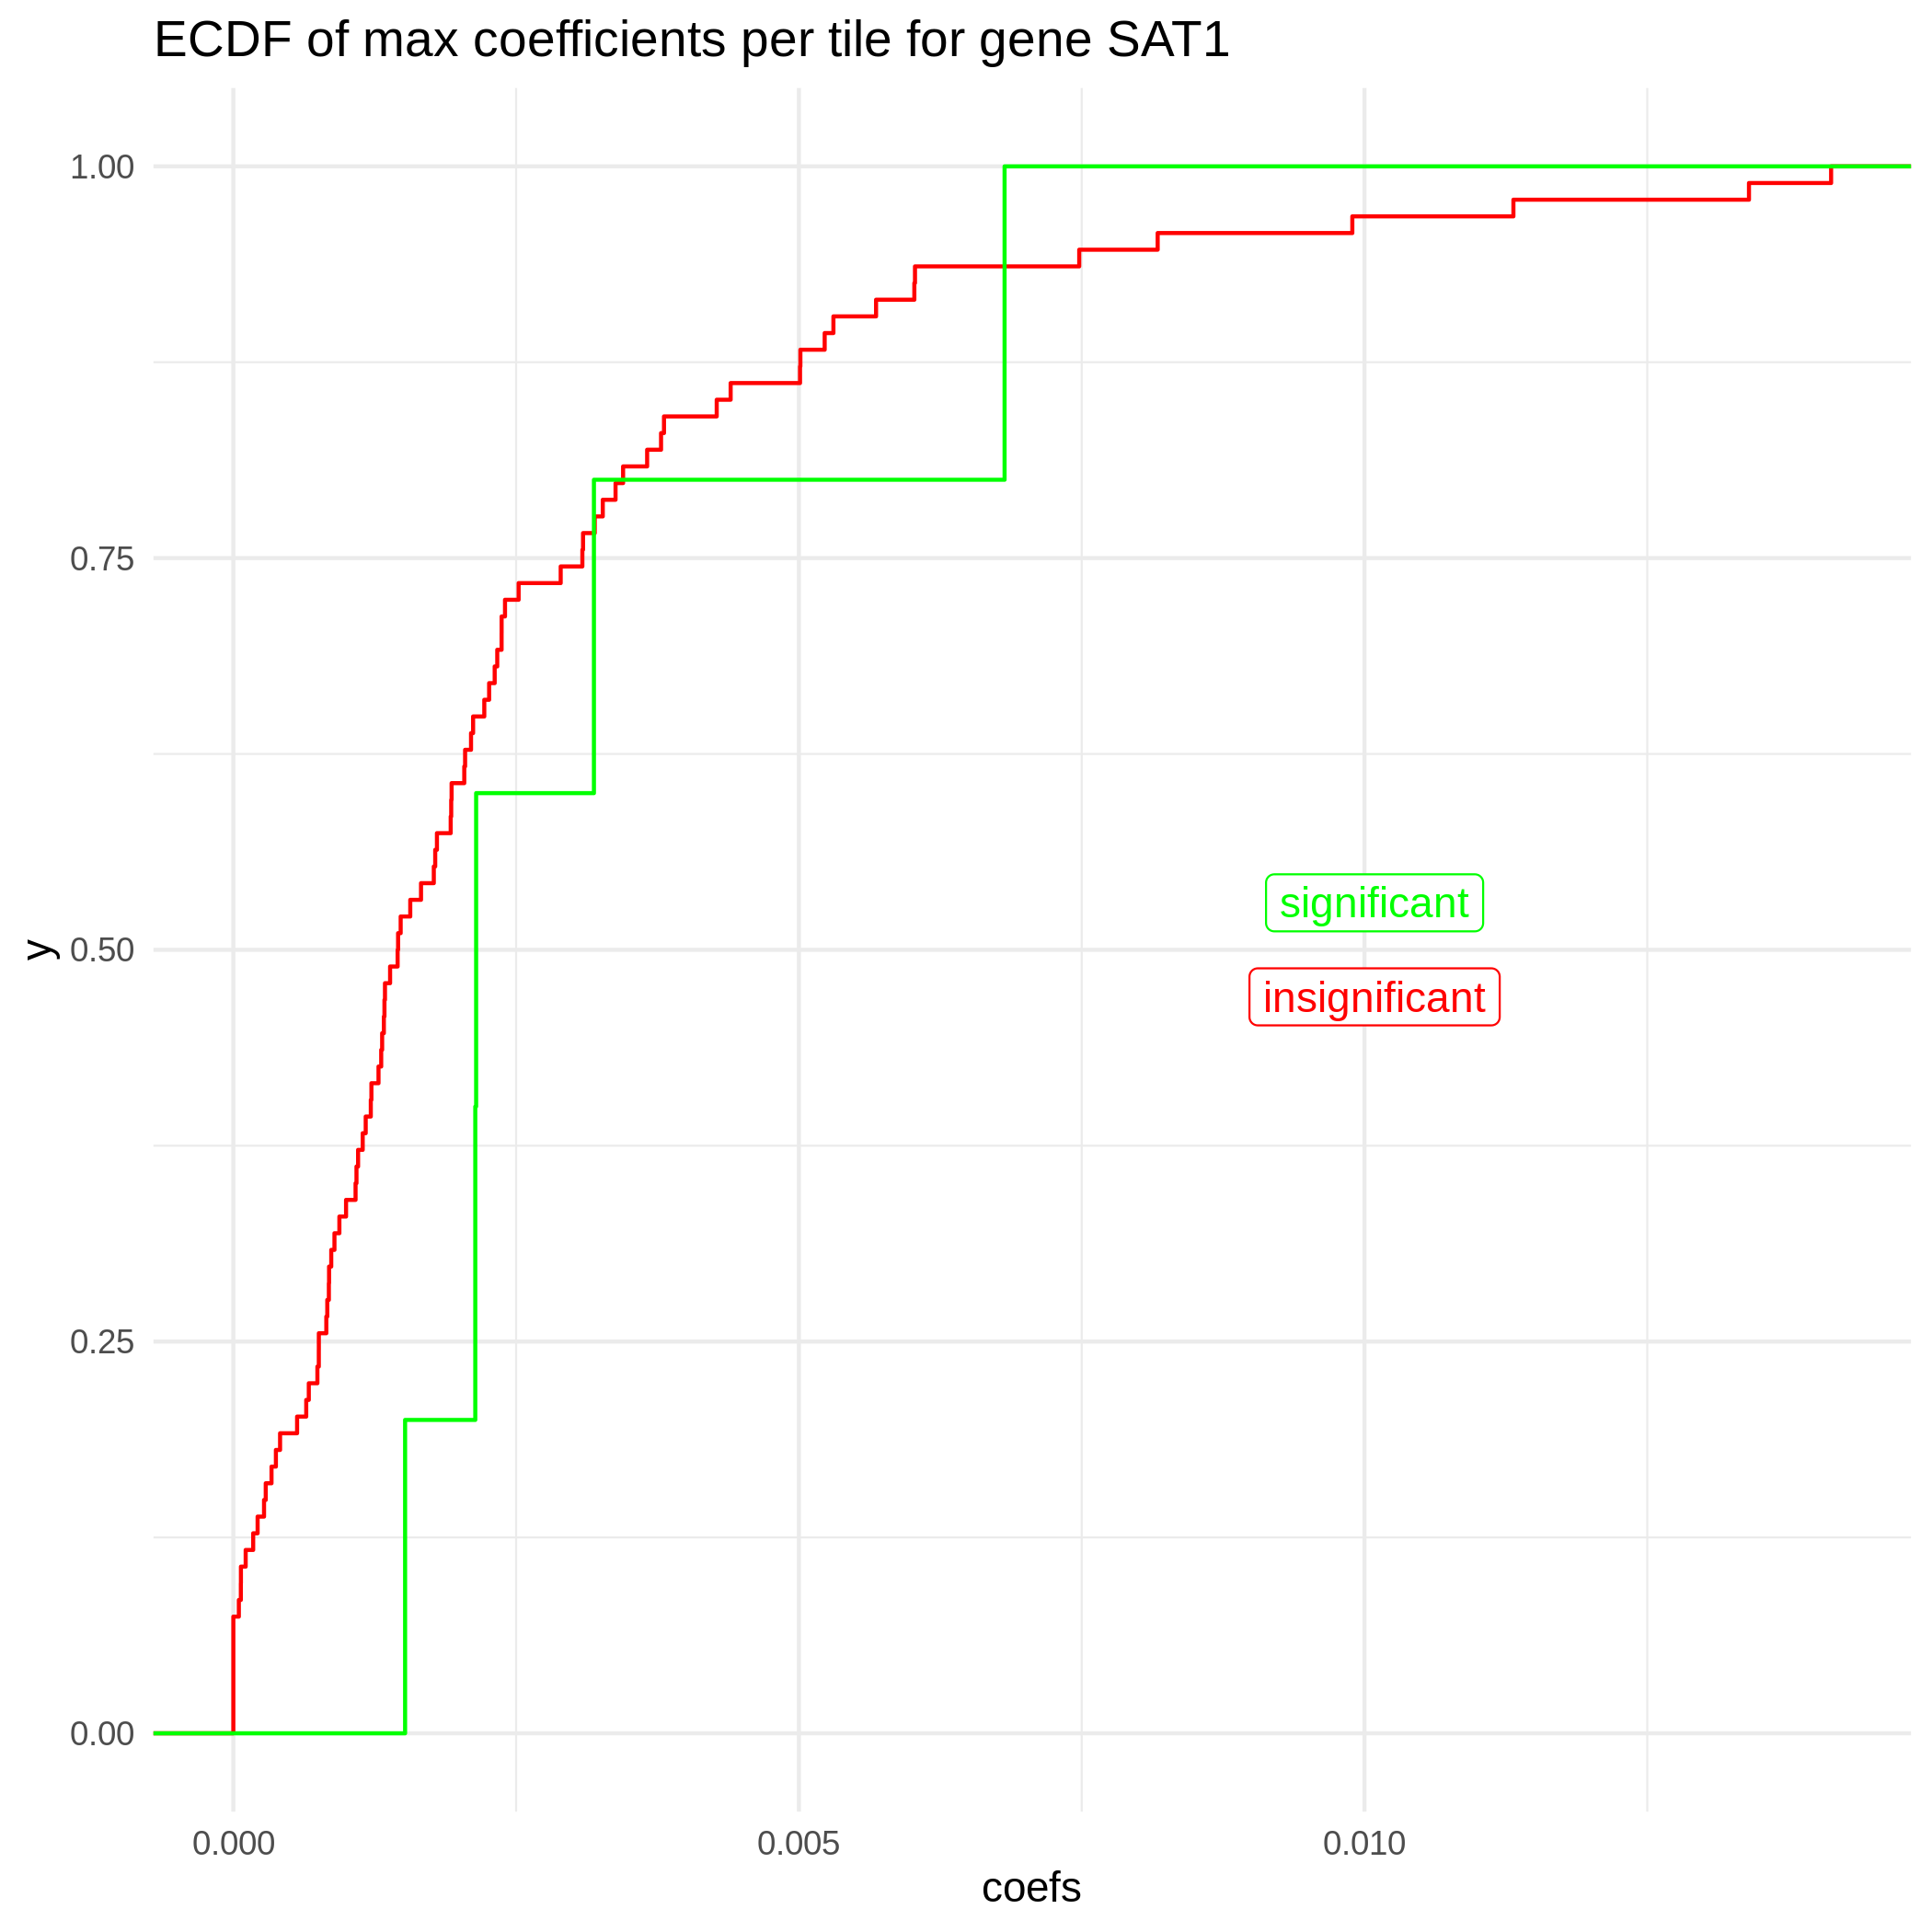 ECDF of max coefficients per tile for gene SAT1
1.00
0.75
0.50
0.25
0.00
y
significant
insignificant
0.000 0.005 0.010
coefs